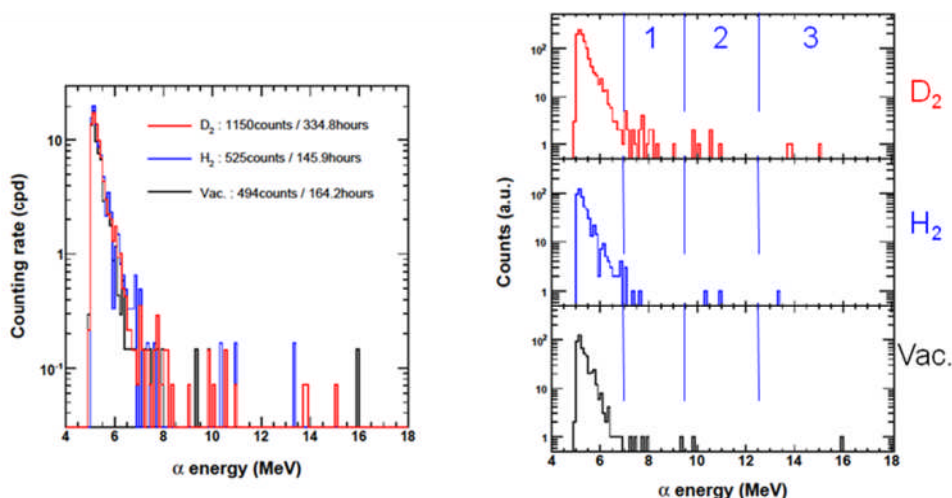 D2 : 1150counts / 334.8hours
H2 : 525counts / 145.9hours
Vac. : 494counts / 164.2hours
Counting rate (cpd)
10
1
10-1
4 6 8 10 12 14 16 18
α energy (MeV)
1 2 3
10²
10
1
D2
10²
10
1
H2
10²
10
1
Vac.
Counts (a.u.)
4 6 8 10 12 14 16 18
α energy (MeV)